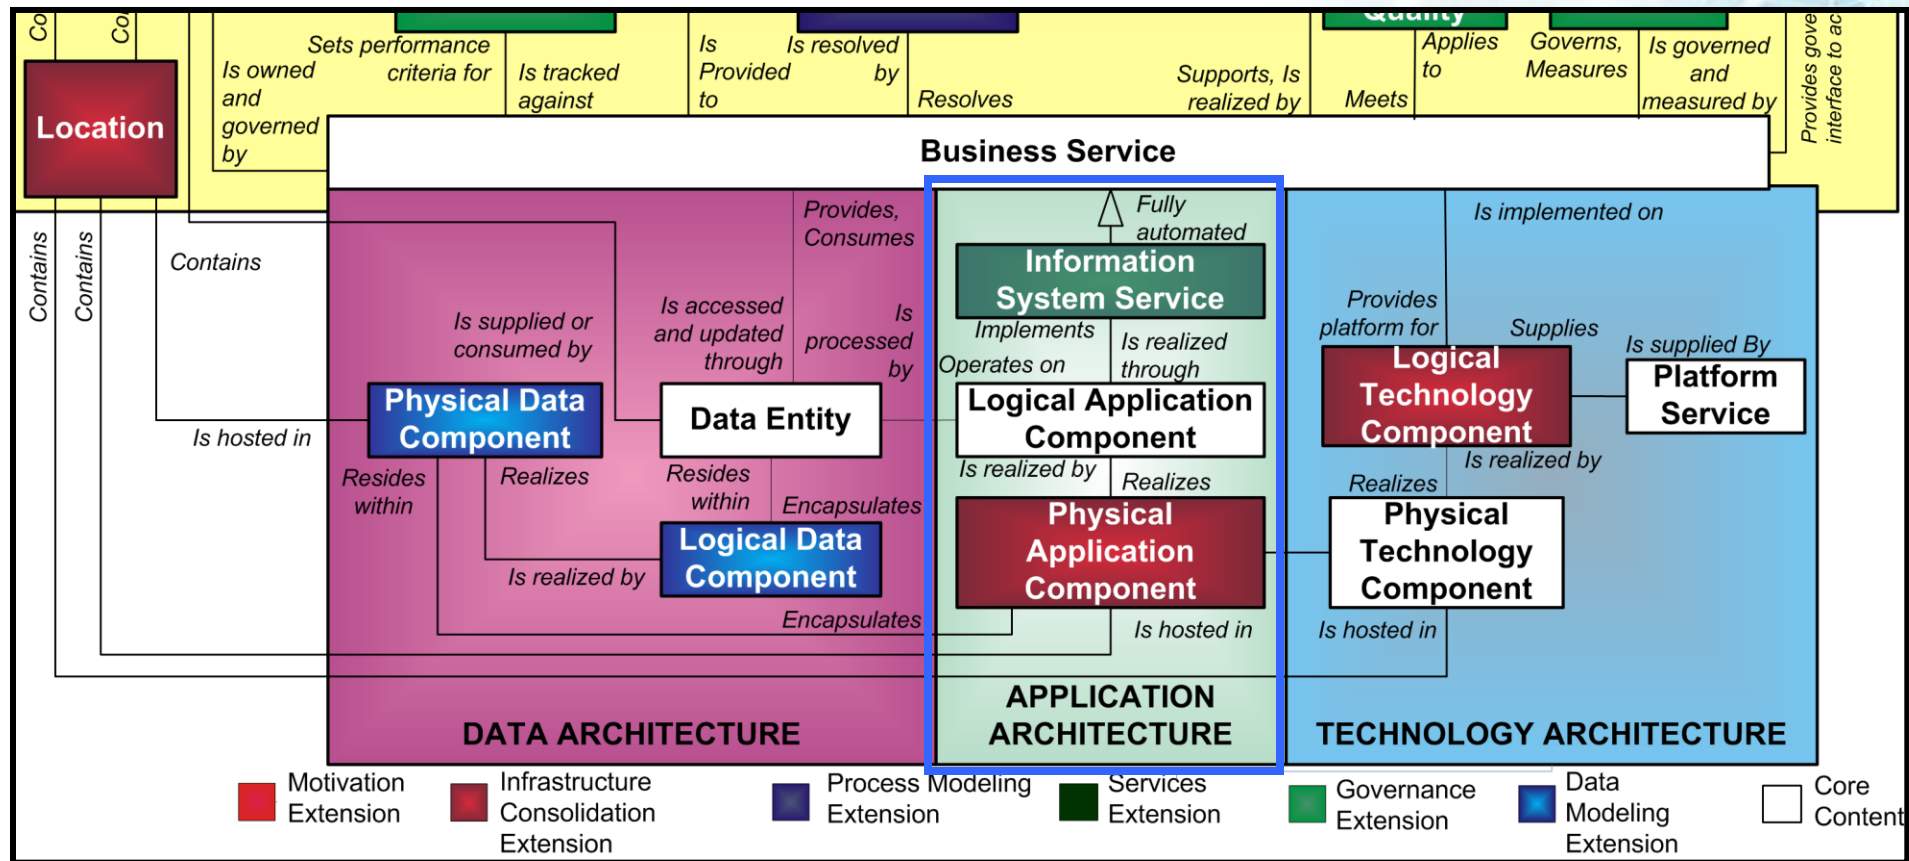 Co
Co
Quality
Sets performance
criteria for
Is tracked
against
Is
Provided
to
Is resolved
by
Resolves
Supports, Is
realized by
Meets
Applies
to
Governs,
Measures
Is governed
and
measured by
Provides gove
interface to ac
Is owned
and
governed
by
Location
Business Service
Contains
Contains
Contains
Provides,
Consumes
Fully
automated
Is implemented on
Information
System Service
Is supplied or
consumed by
Is accessed
and updated
through
Is
processed
by
Implements
Is realized
through
Operates on
Provides
platform for
Supplies
Is supplied By
Physical Data
Component
Data Entity
Logical Application
Component
Logical
Technology
Component
Platform
Service
Is hosted in
Resides
within
Realizes
Resides
within
Encapsulates
Is realized by
Realizes
Is realized by
Realizes
Logical Data
Component
Physical
Application
Component
Physical
Technology
Component
Is realized by
Encapsulates
Is hosted in
Is hosted in
DATA ARCHITECTURE
APPLICATION
ARCHITECTURE
TECHNOLOGY ARCHITECTURE
Motivation
Extension
Infrastructure
Consolidation
Extension
Process Modeling
Extension
Services
Extension
Governance
Extension
Data
Modeling
Extension
Core
Content